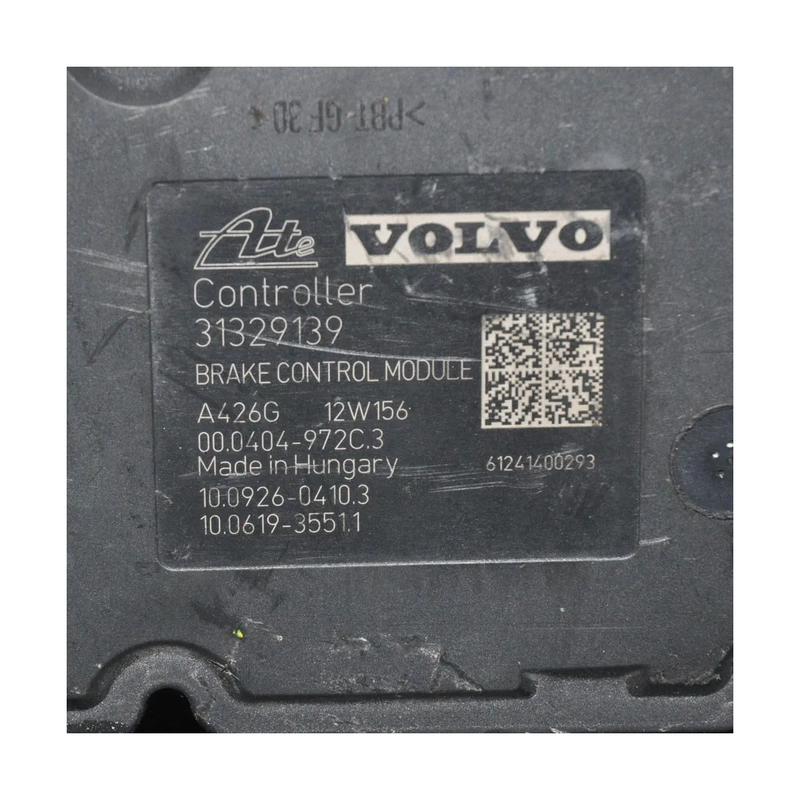 >PBT-GF30<
Ate VOLVO
Controller
31329139
BRAKE CONTROL MODULE
A426G 12W156
00.0404-972C.3
Made in Hungary 61241400293
10.0926-0410.3
10.0619-3551.1